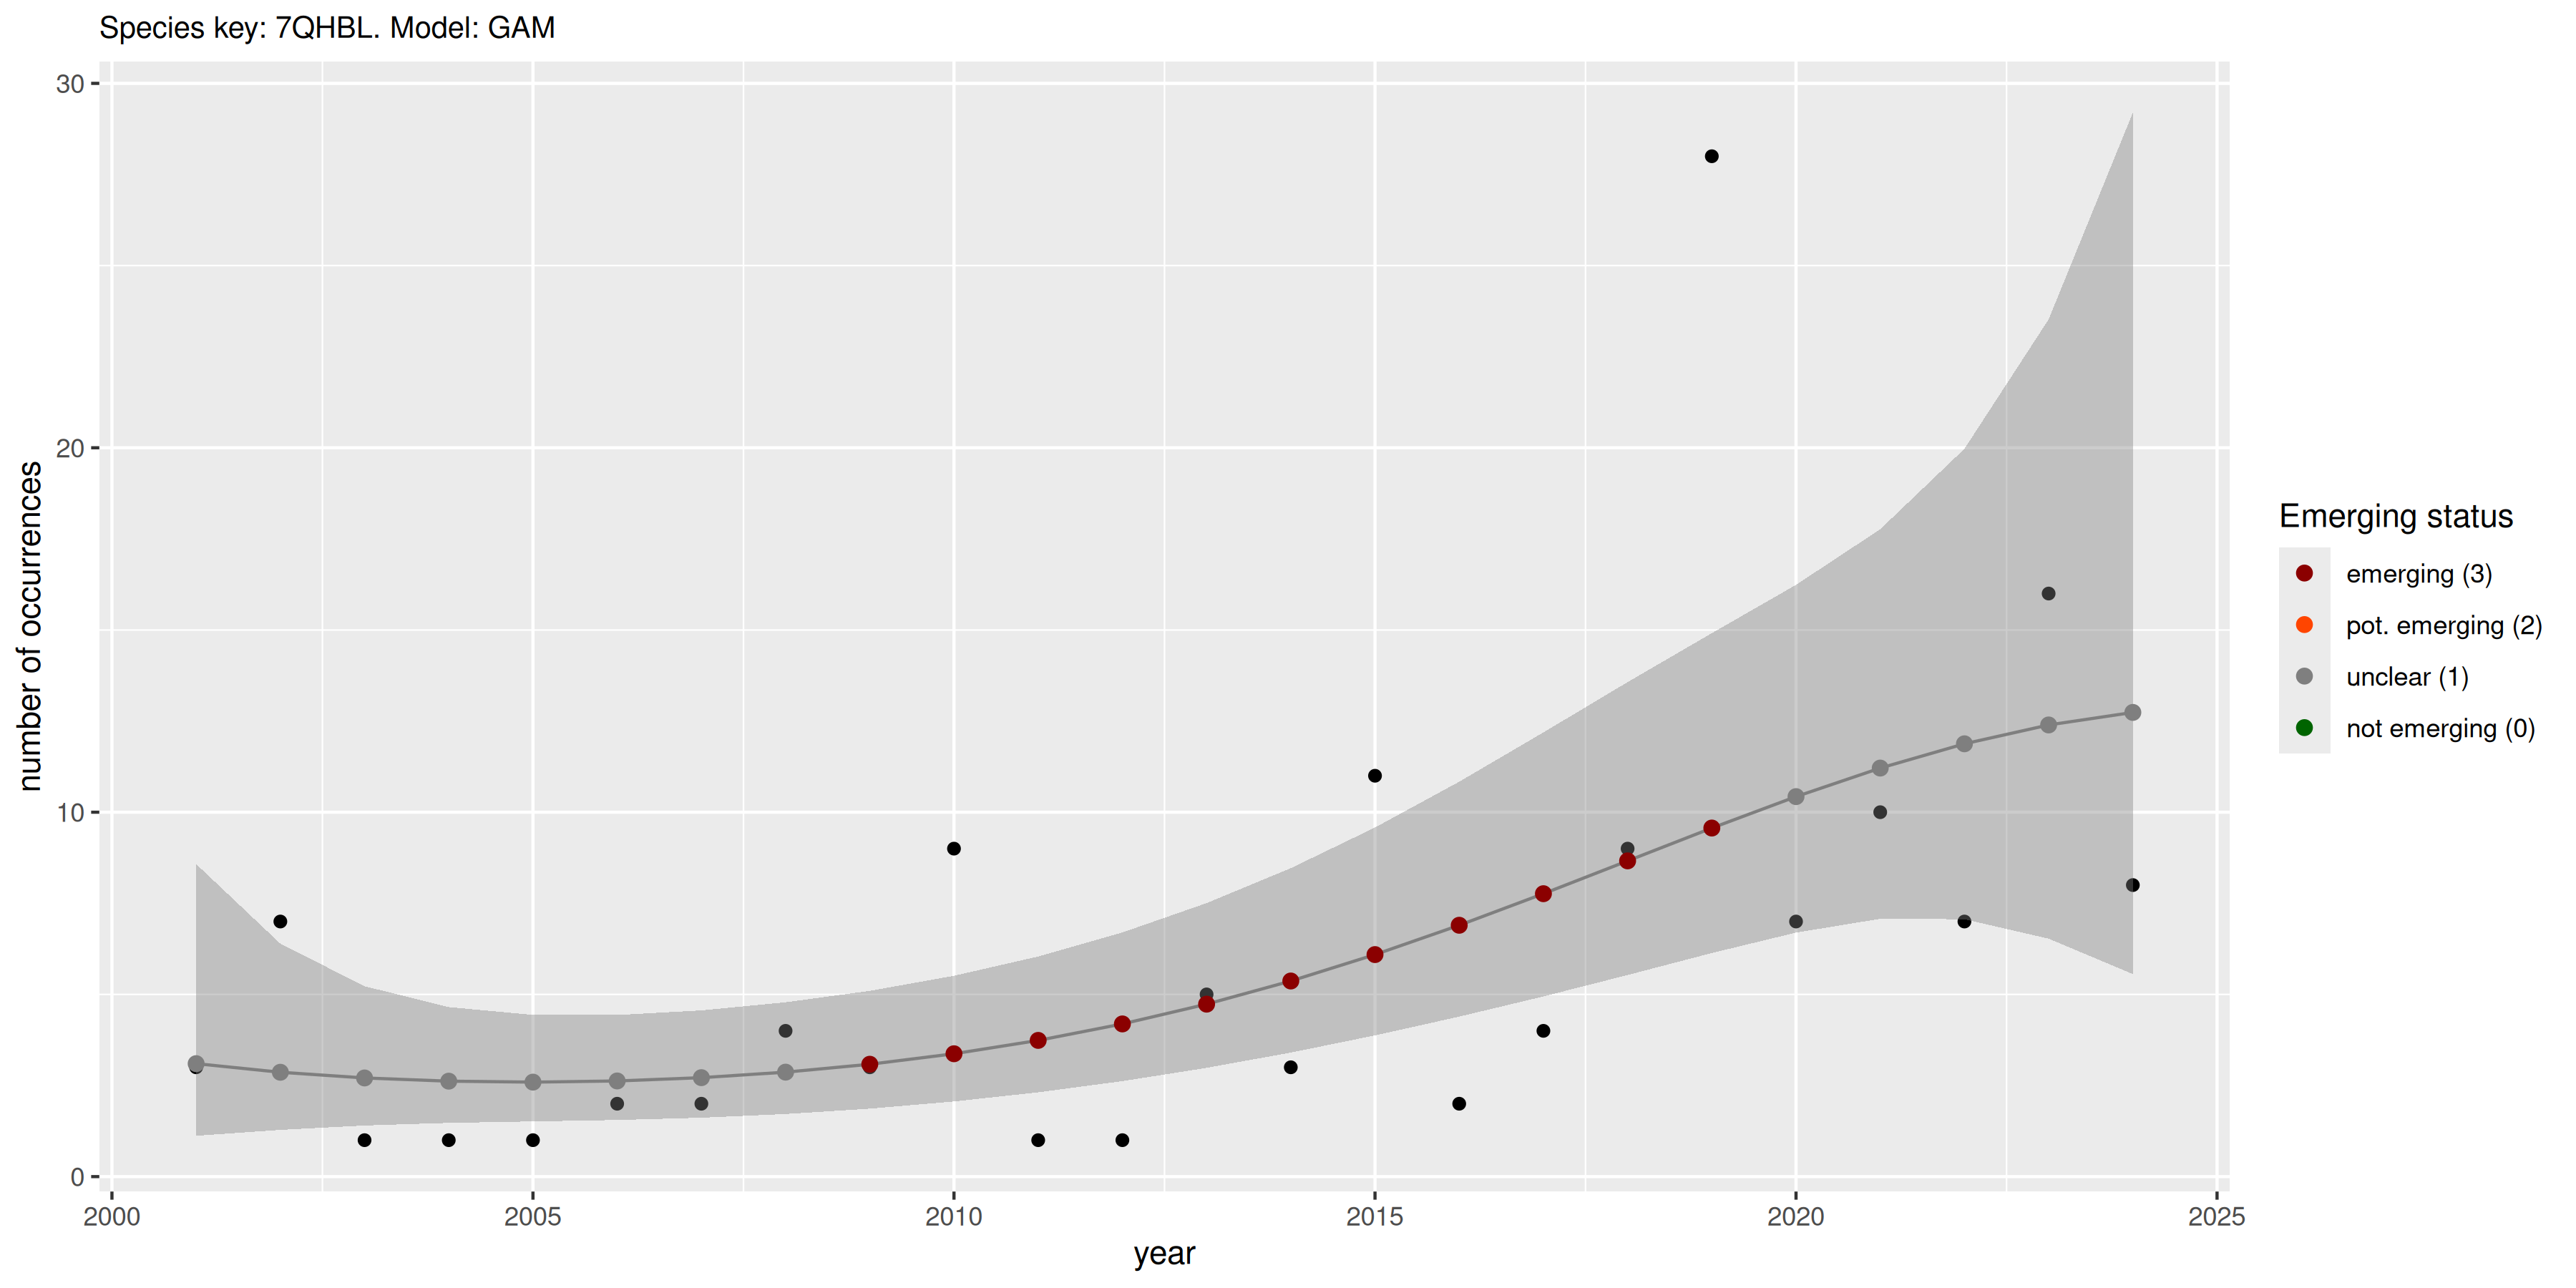 Species key: 7QHBL. Model: GAM
30
20
10
0
number of occurrences
2000 2005 2010 2015 2020 2025
year
Emerging status
emerging (3)
pot. emerging (2)
unclear (1)
not emerging (0)